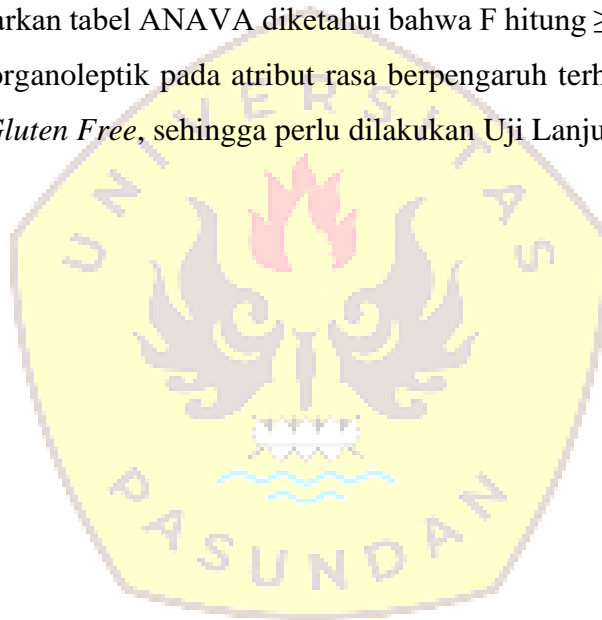 arkan tabel ANAVA diketahui bahwa F hitung ≥
organoleptik pada atribut rasa berpengaruh terh
Gluten Free, sehingga perlu dilakukan Uji Lanju
UNIVERSITAS
PASUNDAN